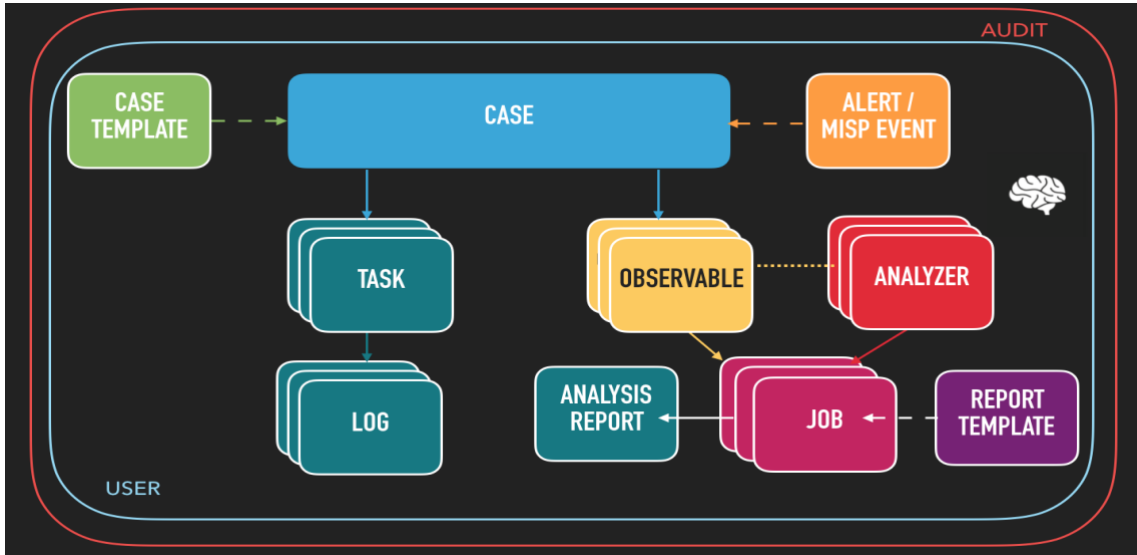 AUDIT
CASE
TEMPLATE
CASE
ALERT /
MISP EVENT
TASK
OBSERVABLE
ANALYZER
LOG
ANALYSIS
REPORT
JOB
REPORT
TEMPLATE
USER